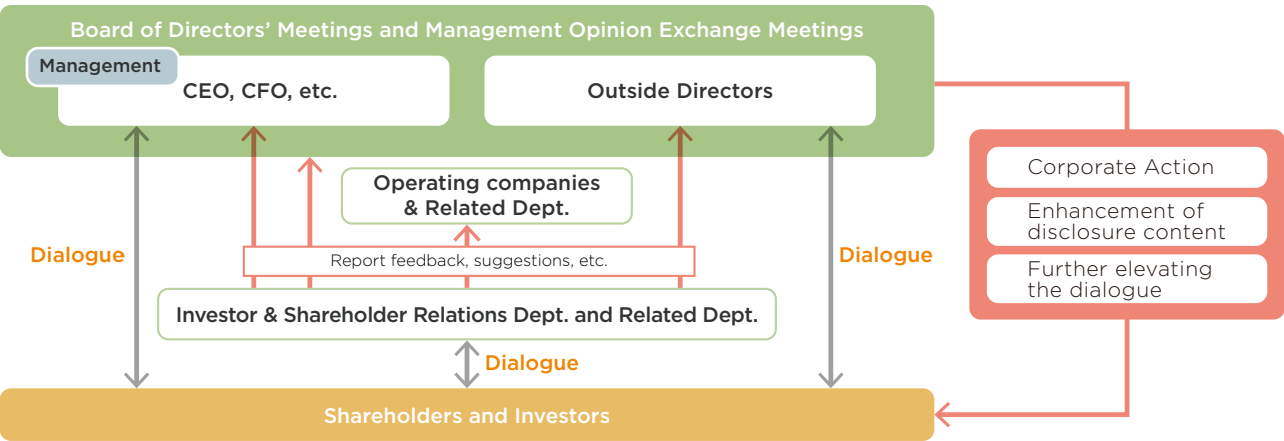 Board of Directors’ Meetings and Management Opinion Exchange Meetings
Management
CEO, CFO, etc.
Outside Directors
Operating companies
& Related Dept.
Dialogue
Report feedback, suggestions, etc.
Dialogue
Investor & Shareholder Relations Dept. and Related Dept.
Dialogue
Shareholders and Investors
Corporate Action
Enhancement of
disclosure content
Further elevating
the dialogue